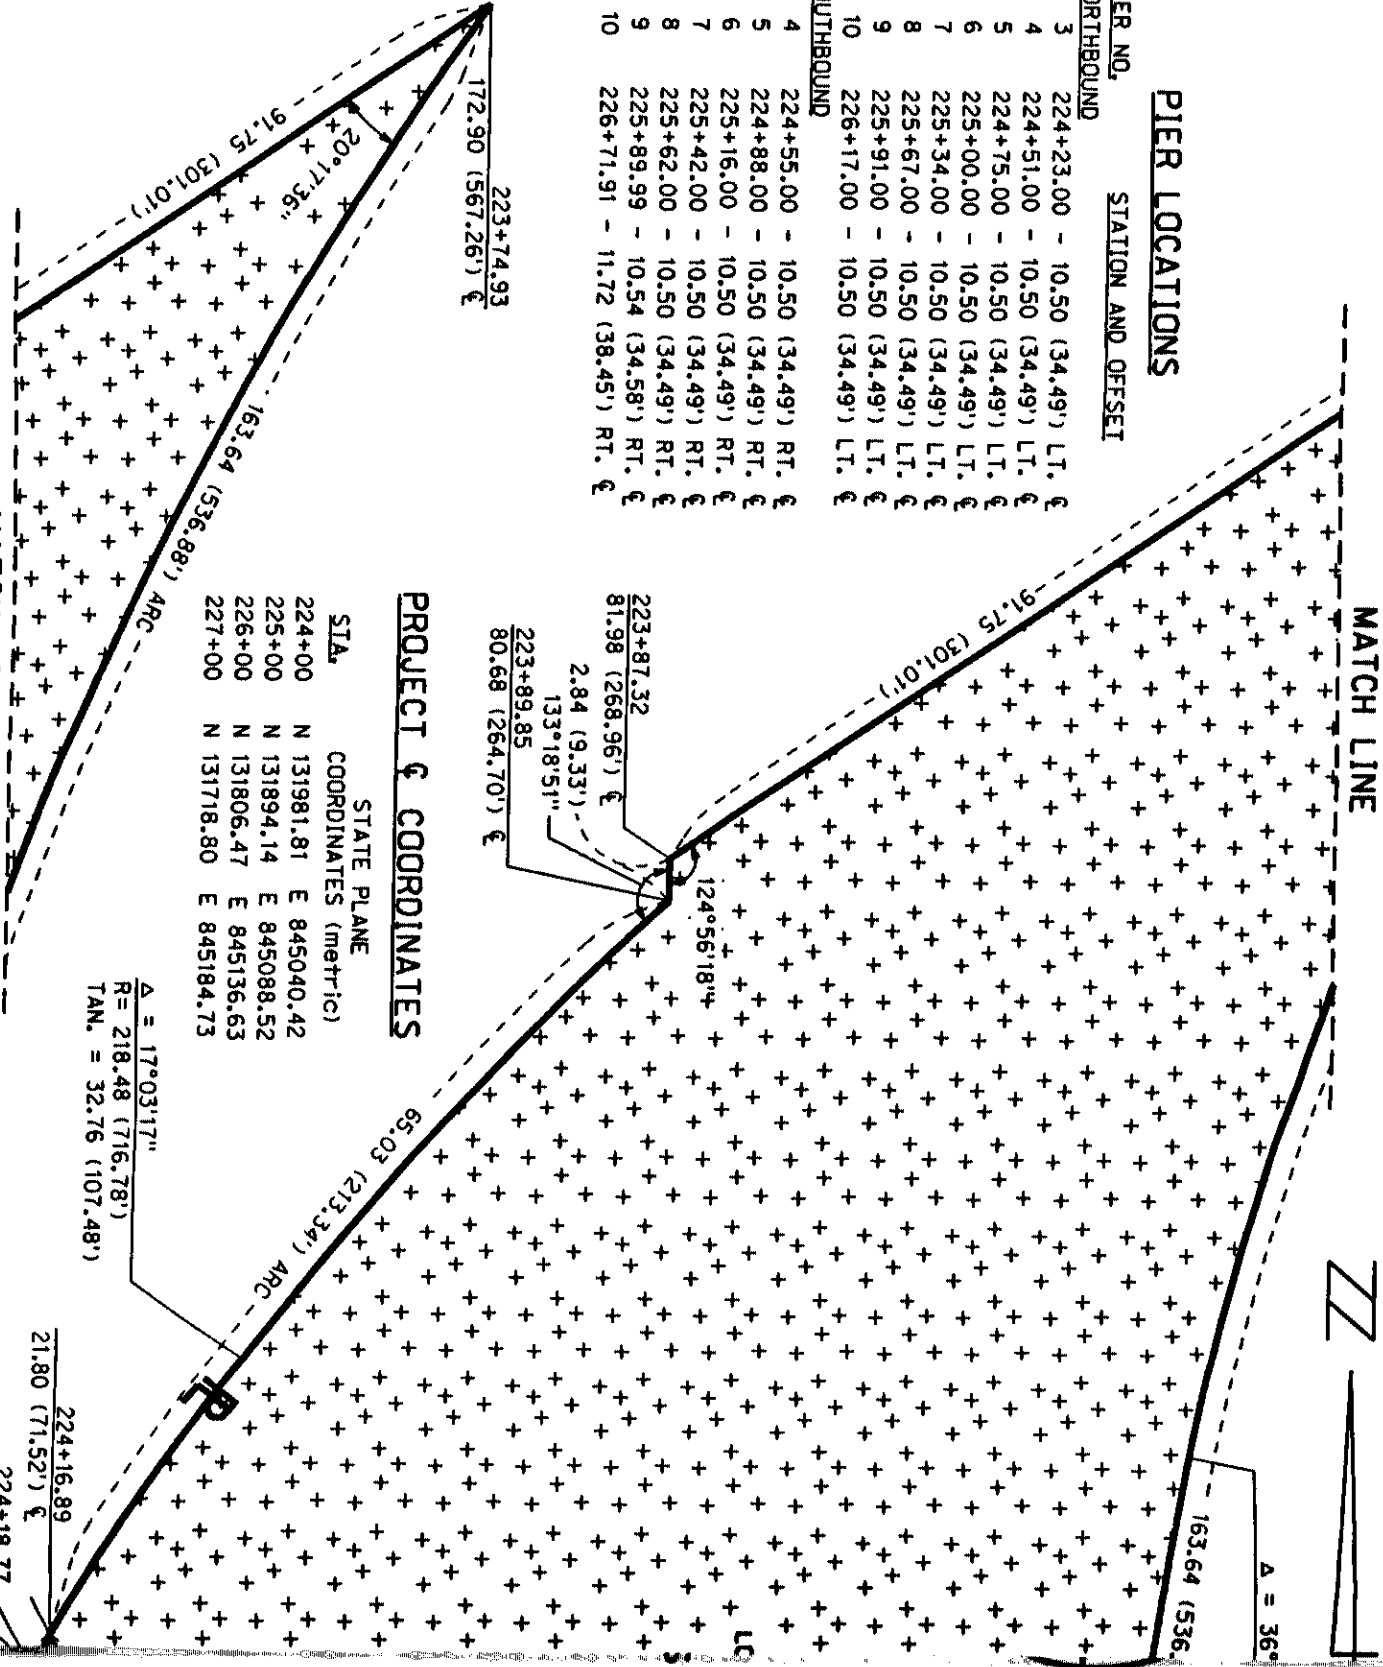 PIER LOCATIONS
ER NO. STATION AND OFFSET
ORTHBOUND
3 224+23.00 - 10.50 (34.49') LT. ℄
4 224+51.00 - 10.50 (34.49') LT. ℄
5 224+75.00 - 10.50 (34.49') LT. ℄
6 225+00.00 - 10.50 (34.49') LT. ℄
7 225+34.00 - 10.50 (34.49') LT. ℄
8 225+67.00 - 10.50 (34.49') LT. ℄
9 225+91.00 - 10.50 (34.49') LT. ℄
10 226+17.00 - 10.50 (34.49') LT. ℄
UTHBOUND
4 224+55.00 - 10.50 (34.49') RT. ℄
5 224+88.00 - 10.50 (34.49') RT. ℄
6 225+16.00 - 10.50 (34.49') RT. ℄
7 225+42.00 - 10.50 (34.49') RT. ℄
8 225+62.00 - 10.50 (34.49') RT. ℄
9 225+89.99 - 10.54 (34.58') RT. ℄
10 226+71.91 - 11.72 (38.45') RT. ℄
223+74.93
172.90 (567.26') ℄
20°17'36"
91.75 (301.01')
163.64 (536.88') ARC
MATCH LINE
91.75 (301.01')
124°56'18"
223+87.32
81.98 (268.96') ℄
2.84 (9.33')
133°18'51"
223+89.85
80.68 (264.70') ℄
PROJECT ℄ COORDINATES
STATE PLANE
STA. COORDINATES (metric)
224+00 N 131981.81 E 845040.42
225+00 N 131894.14 E 845088.52
226+00 N 131806.47 E 845136.63
227+00 N 131718.80 E 845184.73
65.03 (213.34') ARC
Δ = 17°03'17"
R= 218.48 (716.78')
TAN. = 32.76 (107.48')
224+16.89
21.80 (71.52') ℄
224+18.77
Δ = 36°
163.64 (536.
LC